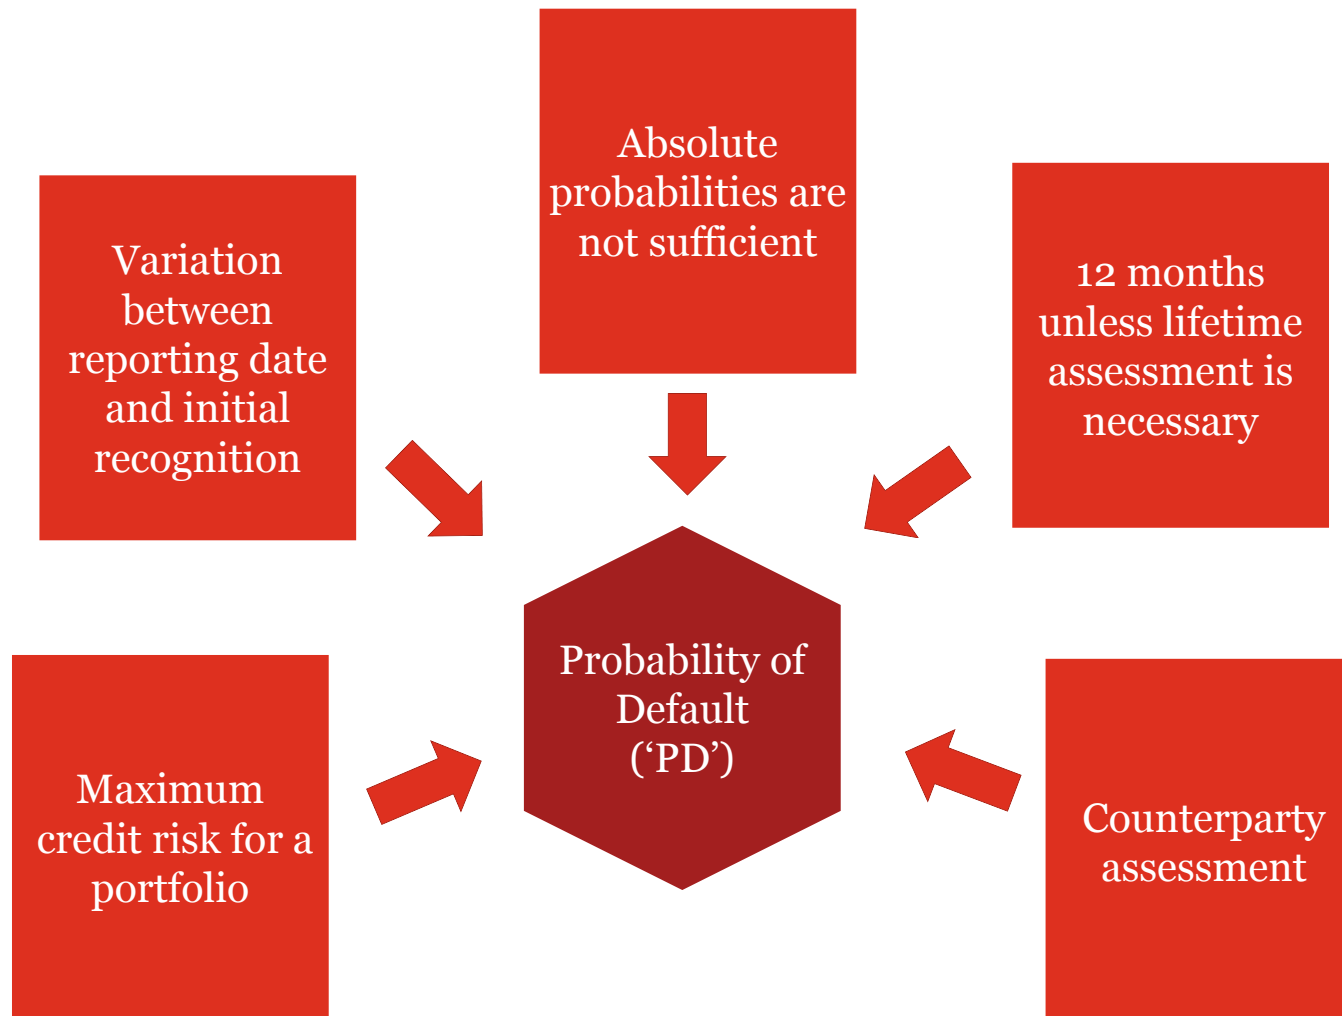 Absolute
probabilities are
not sufficient
Variation
between
reporting date
and initial
recognition
12 months
unless lifetime
assessment is
necessary
Probability of
Default
(‘PD’)
Maximum
credit risk for a
portfolio
Counterparty
assessment